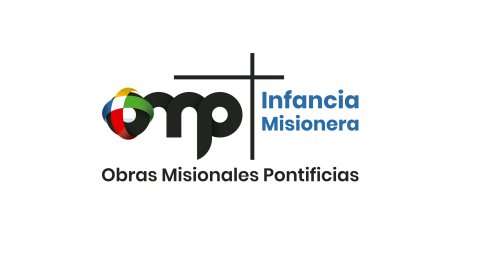 omp
Infancia
Misionera
Obras Misionales Pontificias